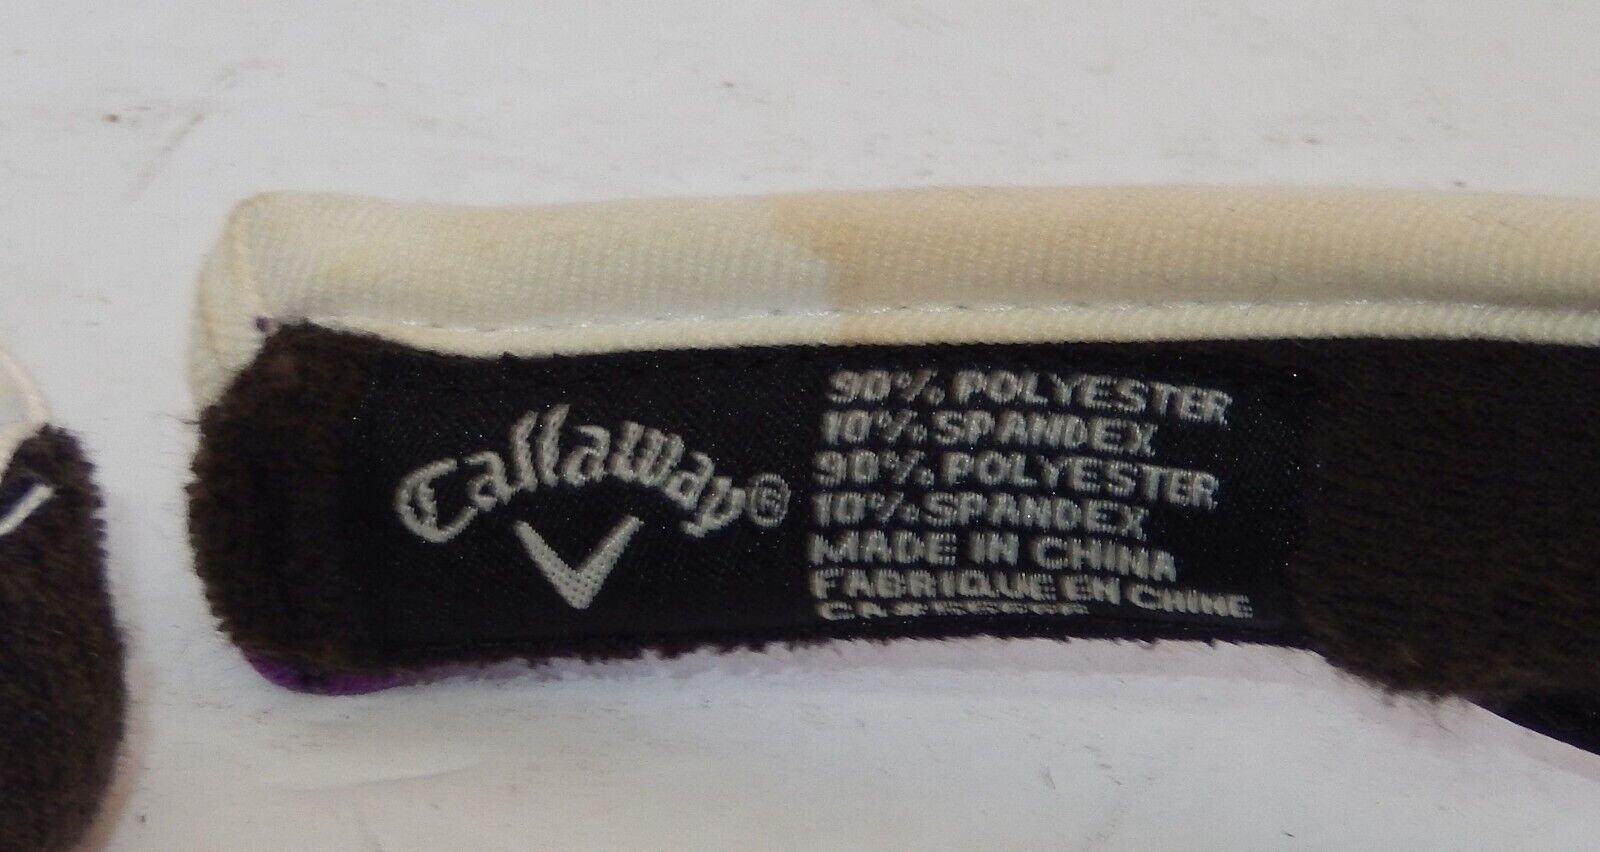 Callaway®
90% POLYESTER
10% SPANDEX
90% POLYESTER
10% SPANDEX
MADE IN CHINA
FABRIQUE EN CHINE